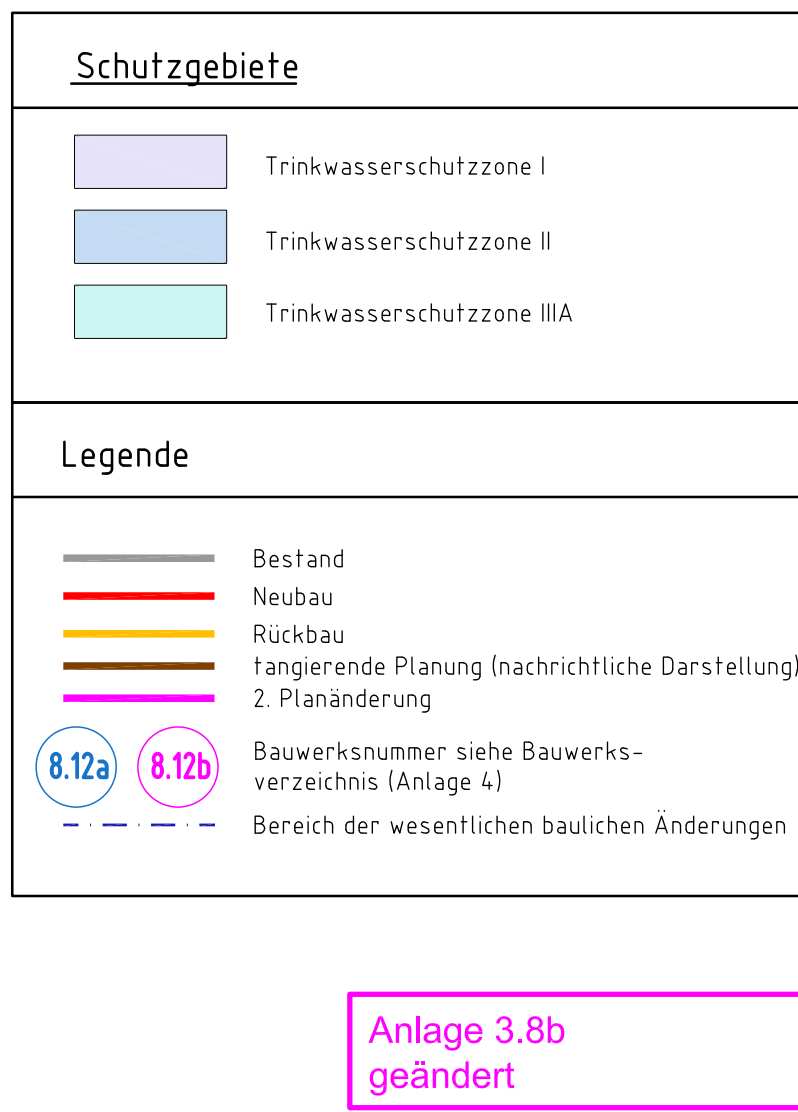 Schutzgebiete
Trinkwasserschutzzone I
Trinkwasserschutzzone II
Trinkwasserschutzzone IIIA
Legende
Bestand
Neubau
Rückbau
tangierende Planung (nachrichtliche Darstellung)
2. Planänderung
8.12a 8.12b Bauwerksnummer siehe Bauwerks-
verzeichnis (Anlage 4)
Bereich der wesentlichen baulichen Änderungen
Anlage 3.8b
geändert